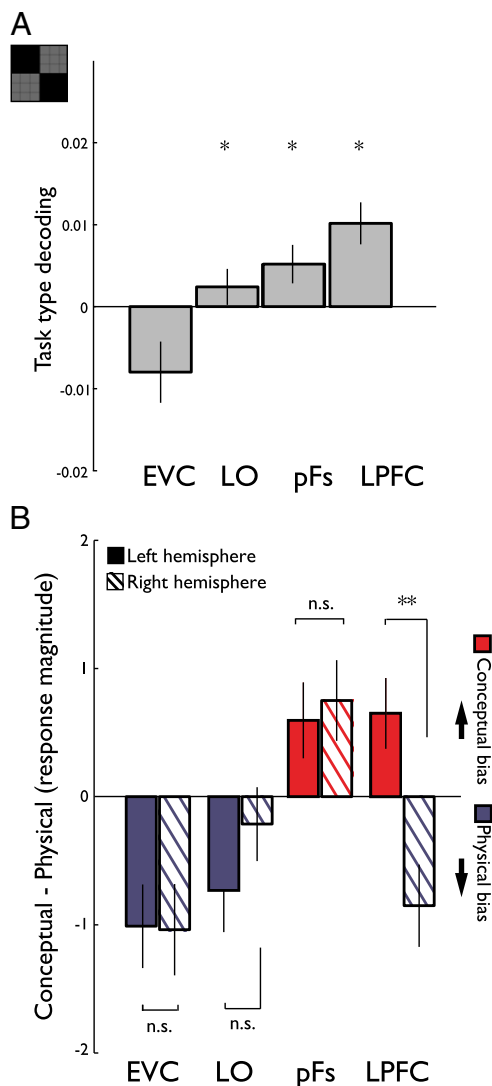 A
Task type decoding
0.02
* * *
0.01
0
-0.01
-0.02
EVC LO pFs LPFC
B
Conceptual - Physical (response magnitude)
2
Left hemisphere
Right hemisphere
n.s.
**
1
Conceptual bias
0
Physical bias
-1
n.s. n.s.
-2
EVC LO pFs LPFC